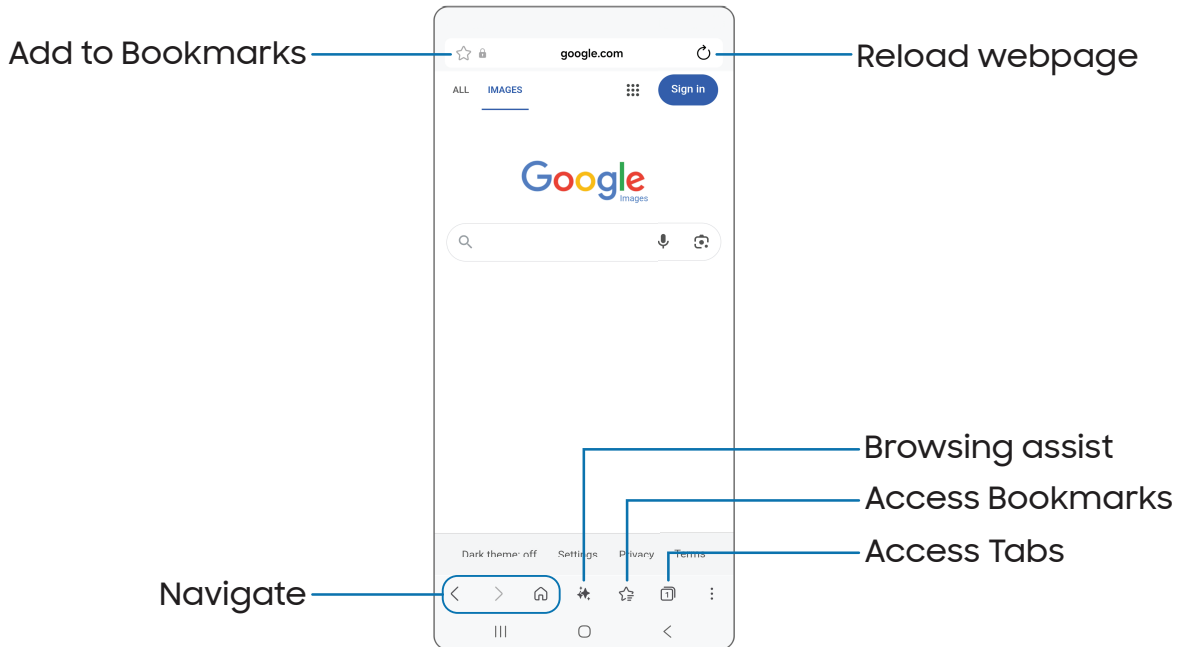 Add to Bookmarks
google.com
Reload webpage
ALL IMAGES
Sign in
Google
Images
Browsing assist
Access Bookmarks
Access Tabs
Dark theme: off Settings Privacy Terms
Navigate
1